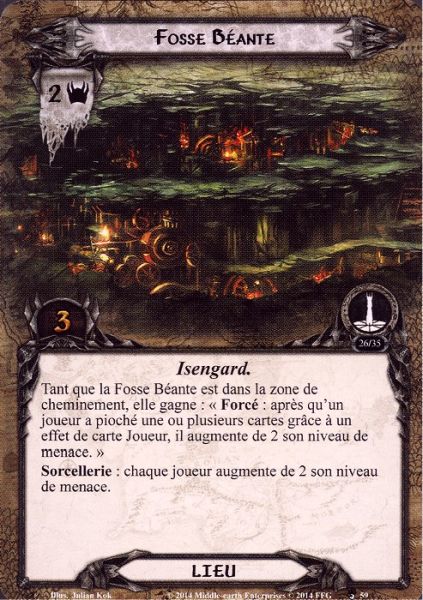 Fosse Béante
2
3
26/35
Isengard.
Tant que la Fosse Béante est dans la zone de
cheminement, elle gagne : « Forcé : après qu'un
joueur a pioché une ou plusieurs cartes grâce à un
effet de carte Joueur, il augmente de 2 son niveau de
menace. »
Sorcellerie : chaque joueur augmente de 2 son niveau
de menace.
LIEU
Illus. Julian Kok
© 2014 Middle-earth Enterprises © 2014 FFG
59